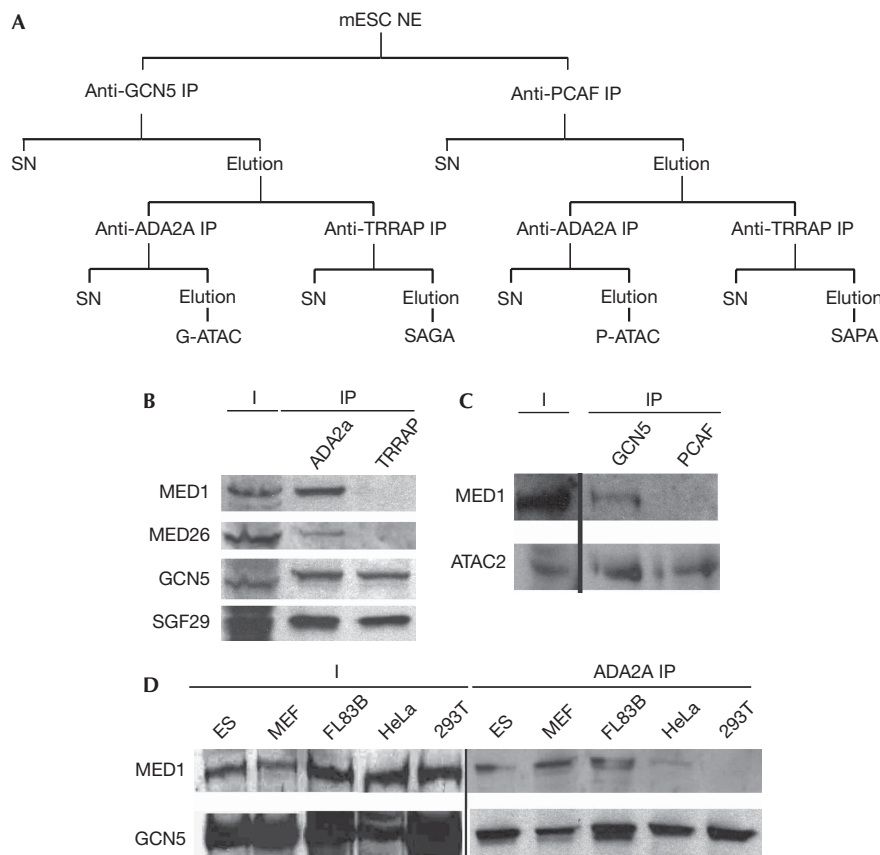 A
mESC NE
Anti-GCN5 IP Anti-PCAF IP
SN Elution SN Elution
Anti-ADA2A IP Anti-TRRAP IP Anti-ADA2A IP Anti-TRRAP IP
SN Elution SN Elution SN Elution SN Elution
G-ATAC SAGA P-ATAC SAPA
B
I IP
ADA2a TRRAP
MED1
MED26
GCN5
SGF29
C
I IP
GCN5 PCAF
MED1
ATAC2
D
I ADA2A IP
ES MEF FL83B HeLa 293T ES MEF FL83B HeLa 293T
MED1
GCN5